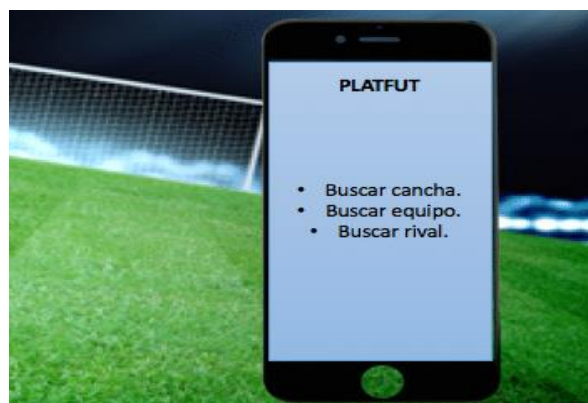 PLATFUT
• Buscar cancha.
• Buscar equipo.
• Buscar rival.